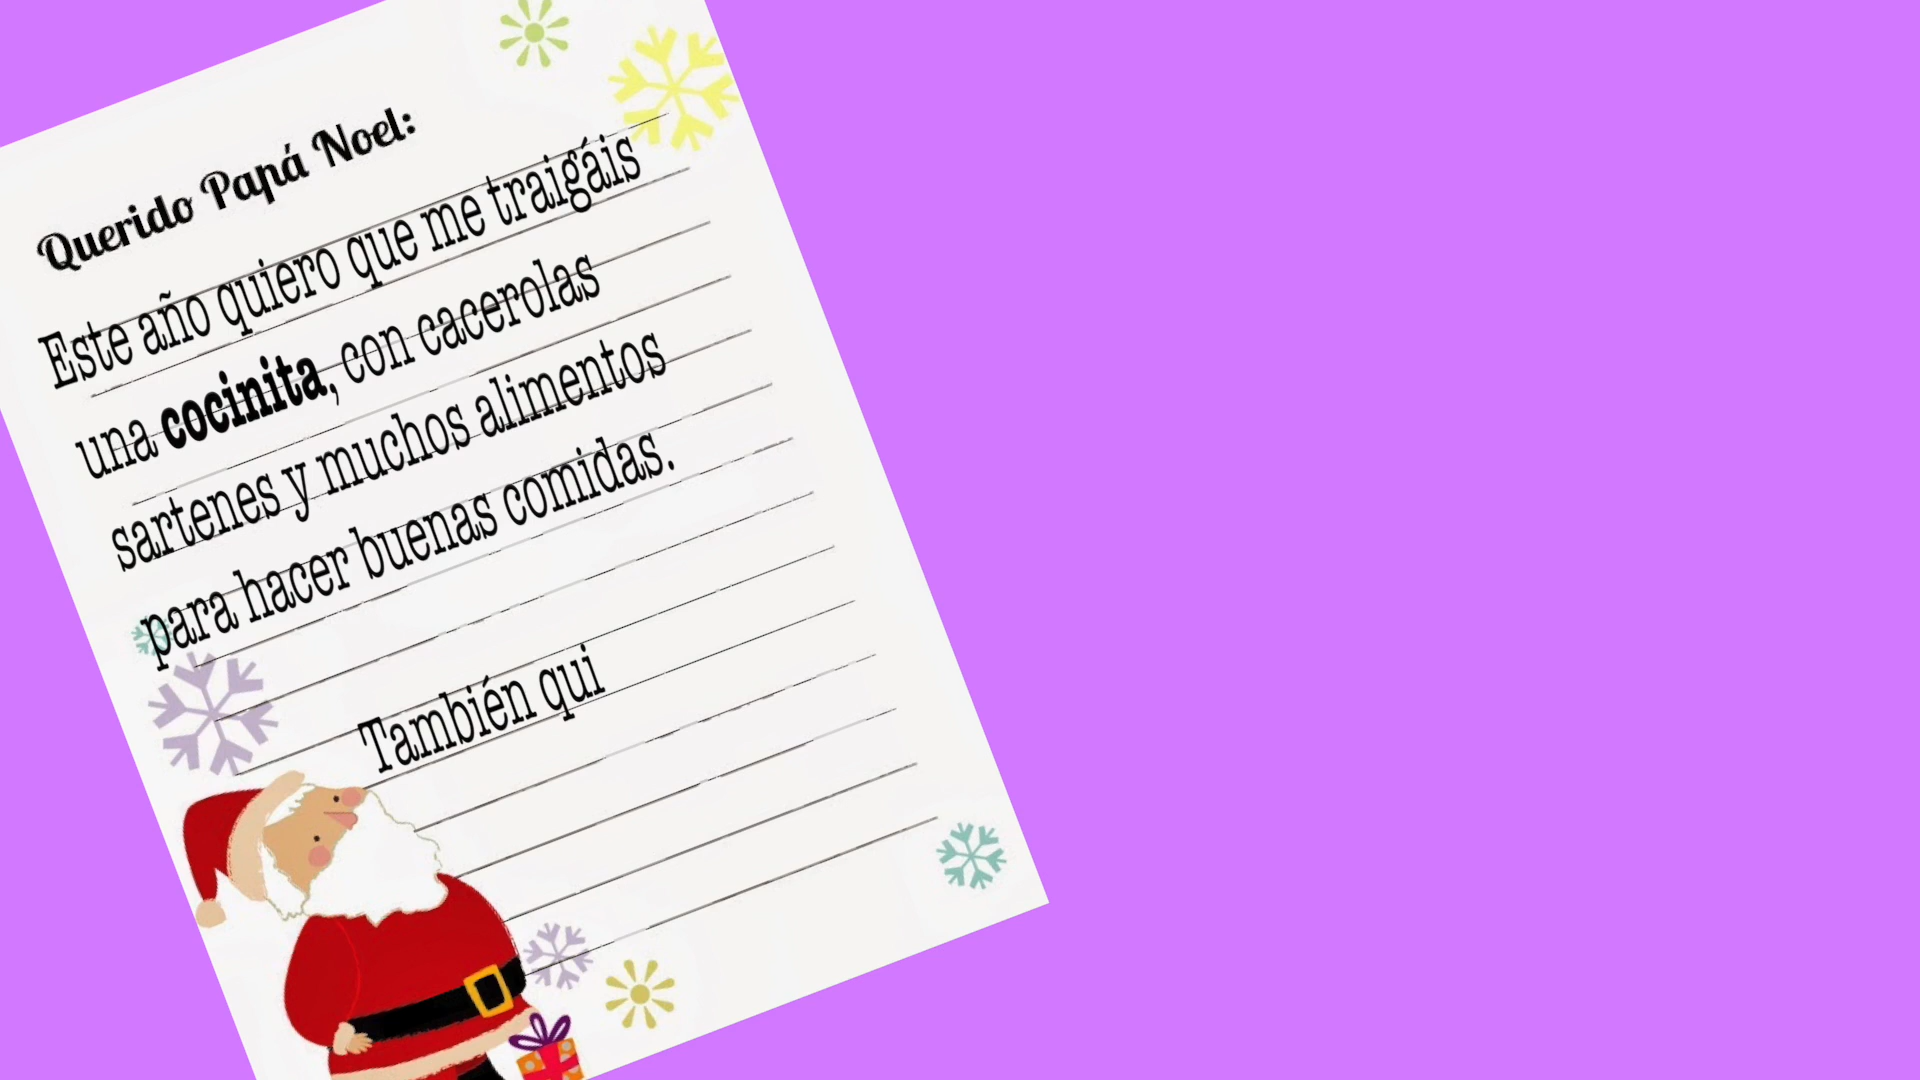 Querido Papá Noel:
Este año quiero que me traigáis
una cocinita, con cacerolas
sartenes y muchos alimentos
para hacer buenas comidas.
También qui